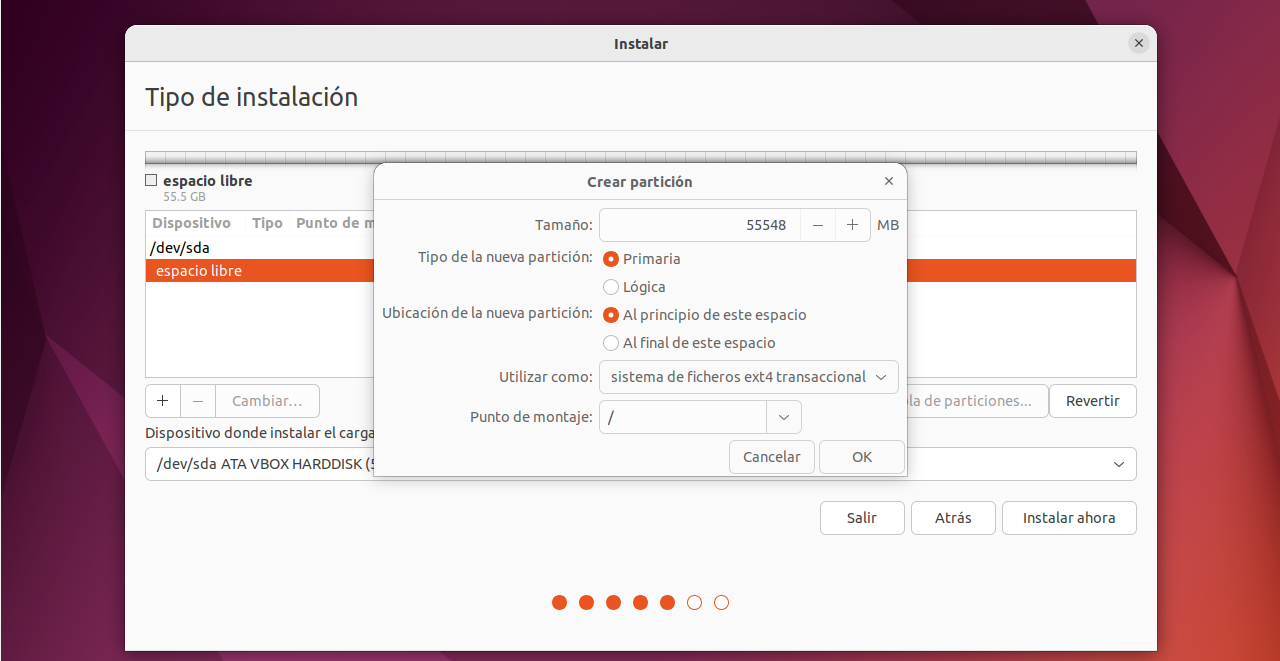 Instalar
Tipo de instalación
espacio libre
55.5 GB
Dispositivo Tipo Punto de m
/dev/sda
espacio libre
+ – Cambiar... la de particiones... Revertir
Dispositivo donde instalar el carga
/dev/sda ATA VBOX HARDDISK (5
Crear partición
Tamaño: 55548 – + MB
Tipo de la nueva partición: Primaria
Lógica
Ubicación de la nueva partición: Al principio de este espacio
Al final de este espacio
Utilizar como: sistema de ficheros ext4 transaccional
Punto de montaje: /
Cancelar OK
Salir Atrás Instalar ahora